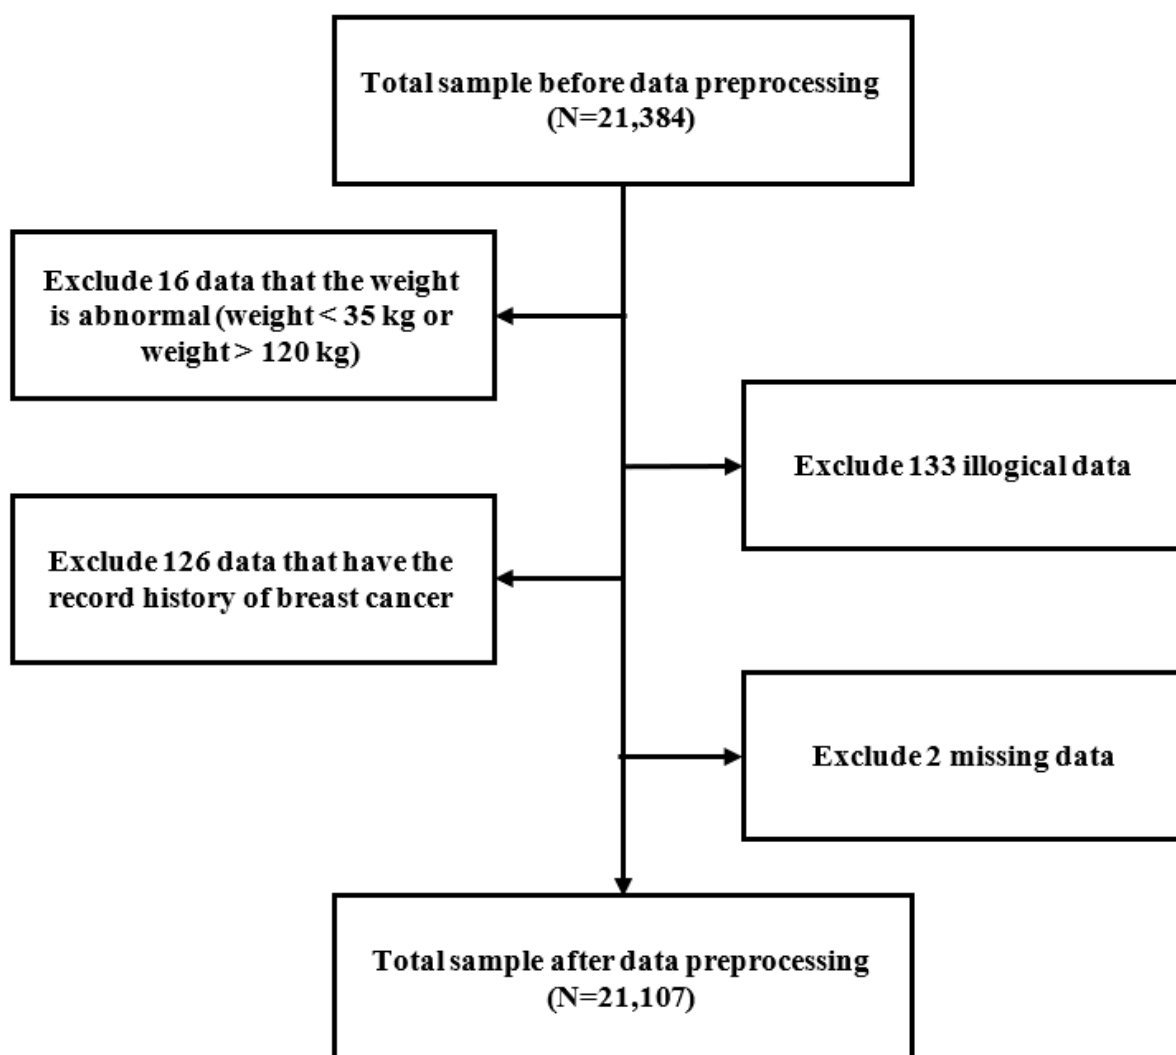 Total sample before data preprocessing
(N=21,384)
Exclude 16 data that the weight
is abnormal (weight < 35 kg or
weight > 120 kg)
Exclude 133 illogical data
Exclude 126 data that have the
record history of breast cancer
Exclude 2 missing data
Total sample after data preprocessing
(N=21,107)